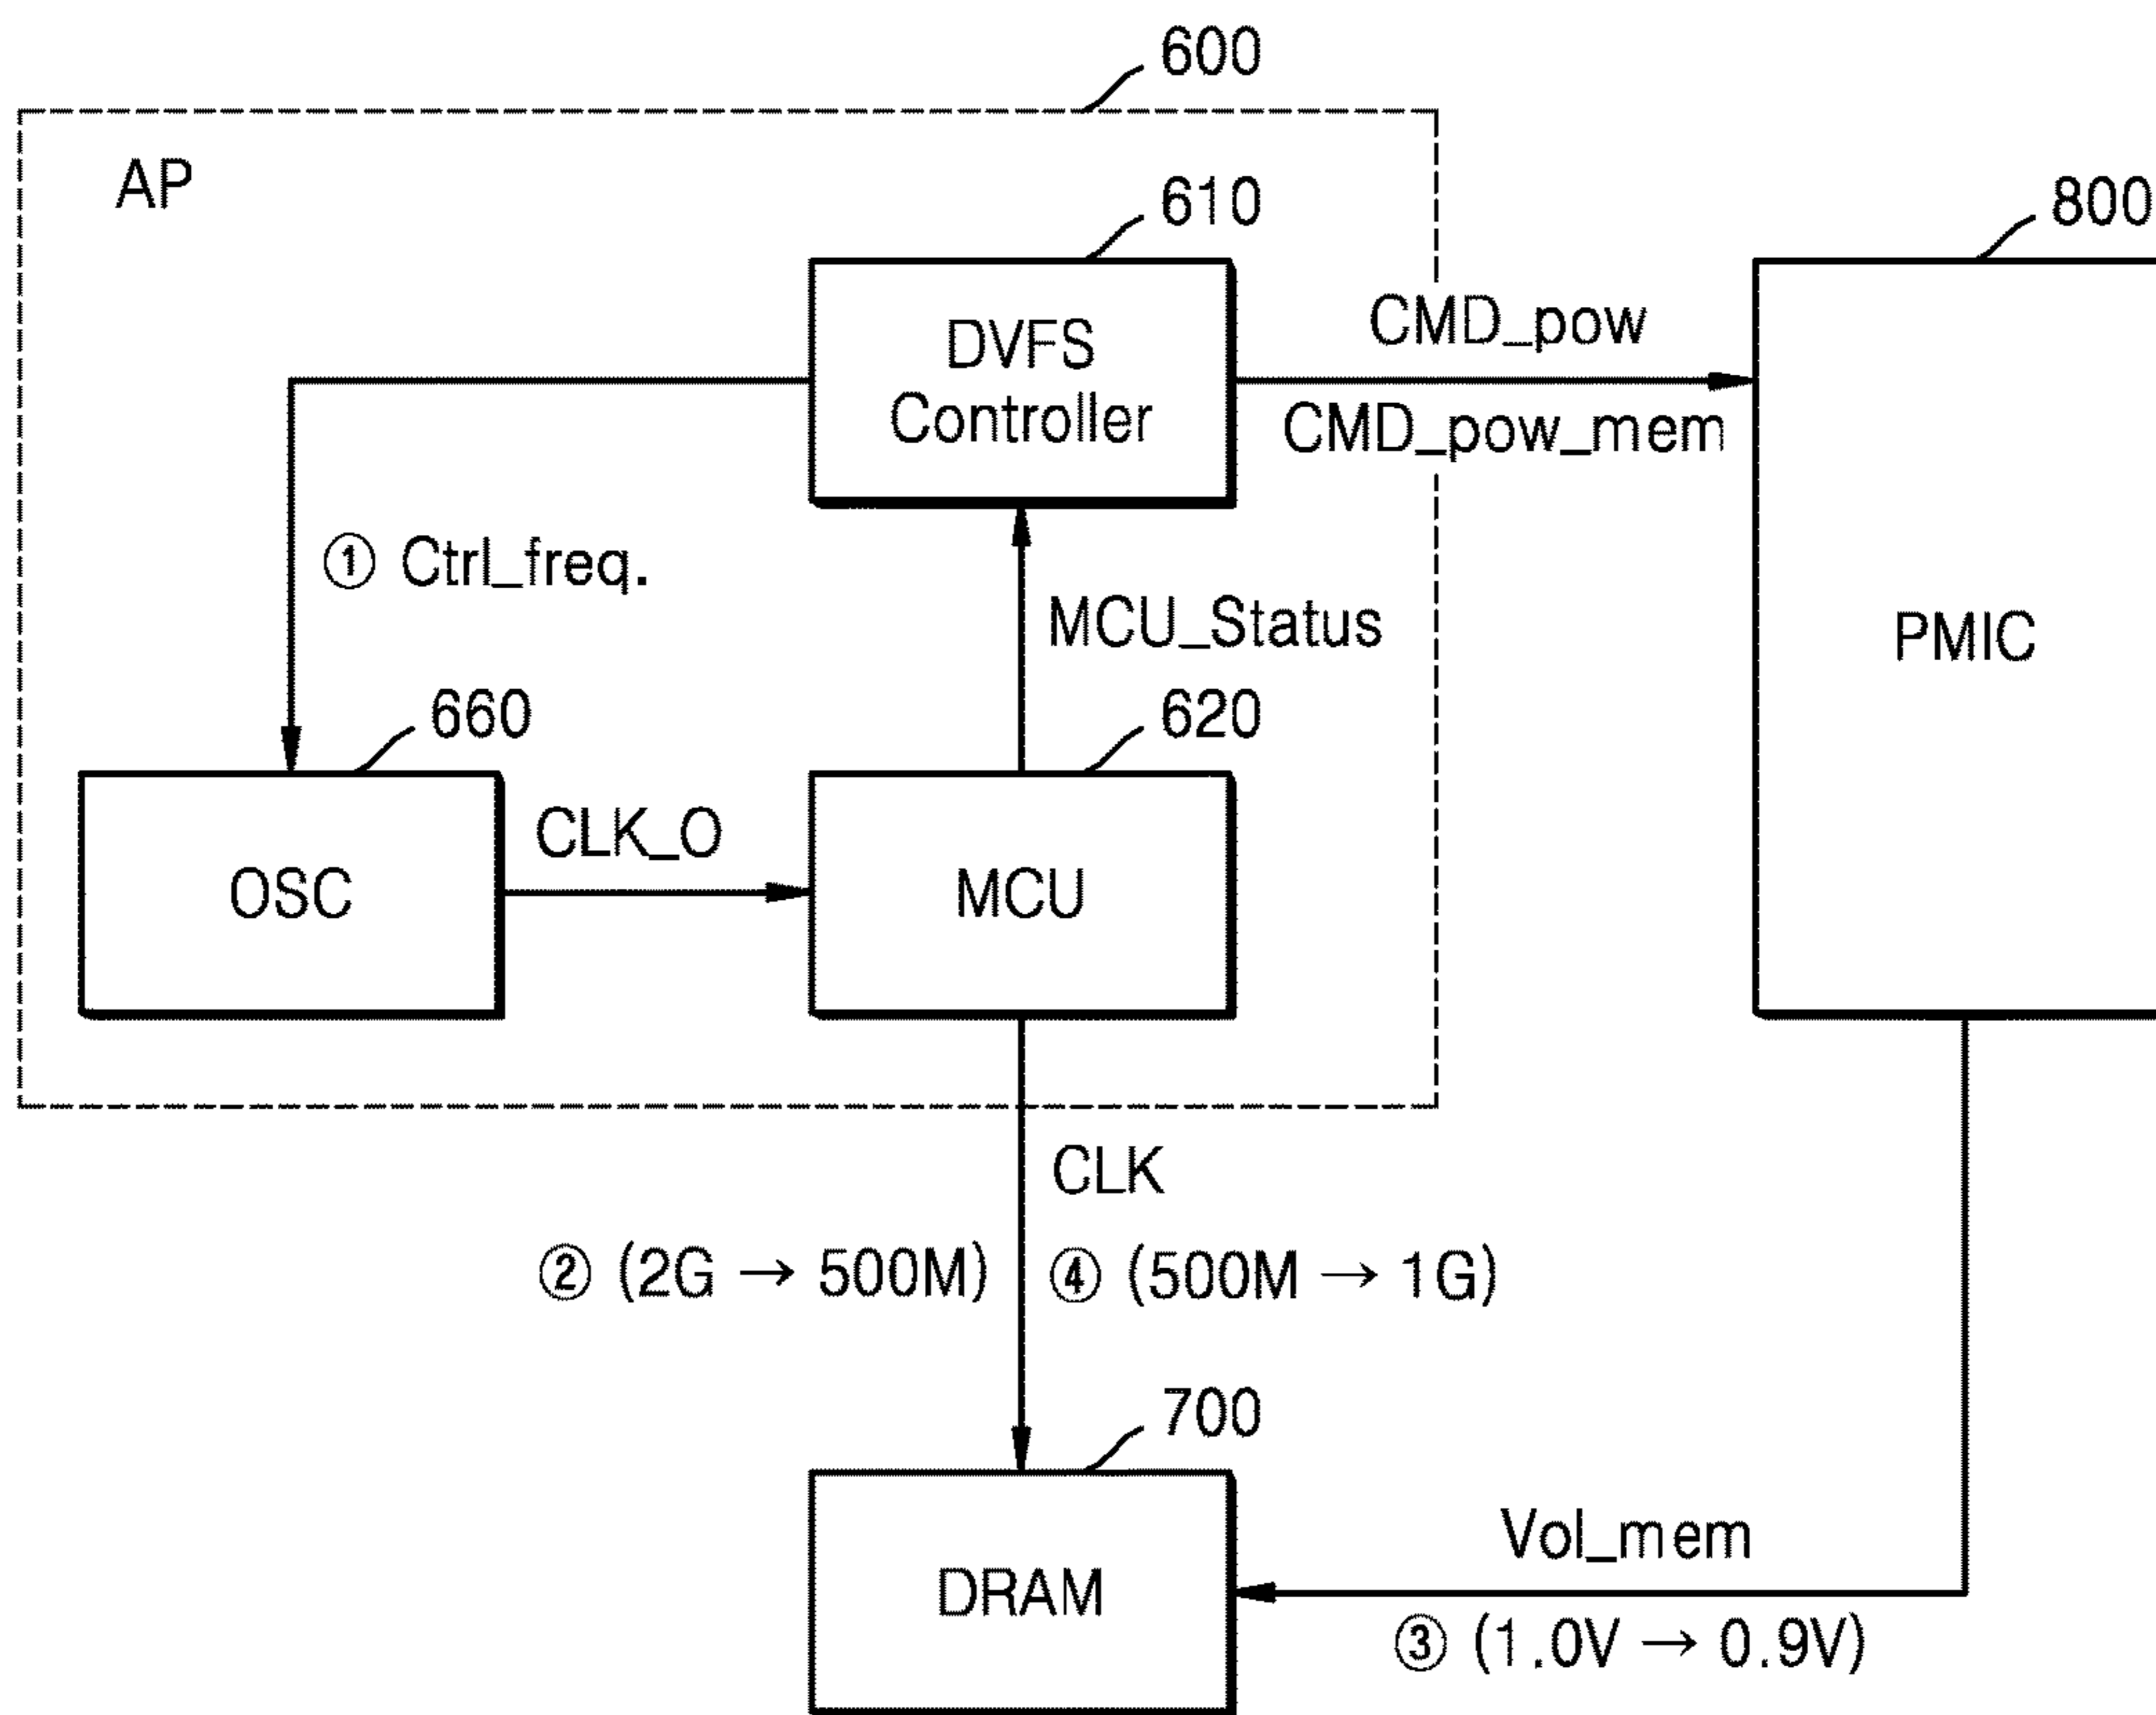 600
AP
610
800
DVFS
Controller
CMD_pow
CMD_pow_mem
① Ctrl_freq.
MCU_Status
PMIC
660
620
OSC
CLK_O
MCU
CLK
② (2G → 500M)
④ (500M → 1G)
700
DRAM
Vol_mem
③ (1.0V → 0.9V)